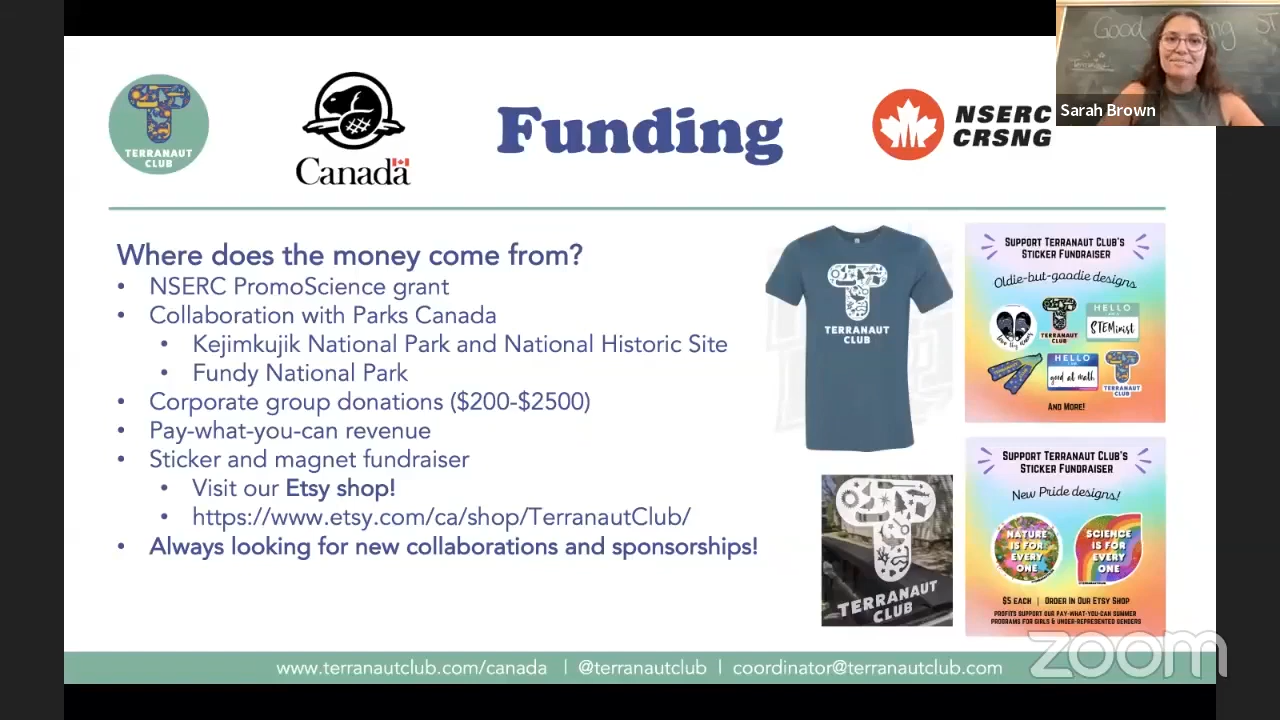 Good
ST
Sarah Brown
TERRANAUT
CLUB
Canada
Funding
NSERC
CRSNG
Where does the money come from?
• NSERC PromoScience grant
• Collaboration with Parks Canada
• Kejimkujik National Park and National Historic Site
• Fundy National Park
• Corporate group donations ($200-$2500)
• Pay-what-you-can revenue
• Sticker and magnet fundraiser
• Visit our Etsy shop!
• https://www.etsy.com/ca/shop/TerranautClub/
• Always looking for new collaborations and sponsorships!
TERRANAUT
CLUB
TERRANAUT
CLUB
SUPPORT TERRANAUT CLUB'S
STICKER FUNDRAISER
Oldie-but-goodie designs
TERRANAUT
CLUB
HELLO
STEMinist
HELLO
good at math
TERRANAUT
CLUB
AND MORE!
SUPPORT TERRANAUT CLUB'S
STICKER FUNDRAISER
New Pride designs!
NATURE
IS FOR
EVERY
ONE
SCIENCE
IS FOR
EVERY
ONE
$5 EACH | ORDER IN OUR ETSY SHOP
PROFITS SUPPORT OUR PAY-WHAT-YOU-CAN SUMMER
PROGRAMS FOR GIRLS & UNDER-REPRESENTED GENDERS
www.terranautclub.com/canada | @terranautclub | coordinator@terranautclub.com
zoom